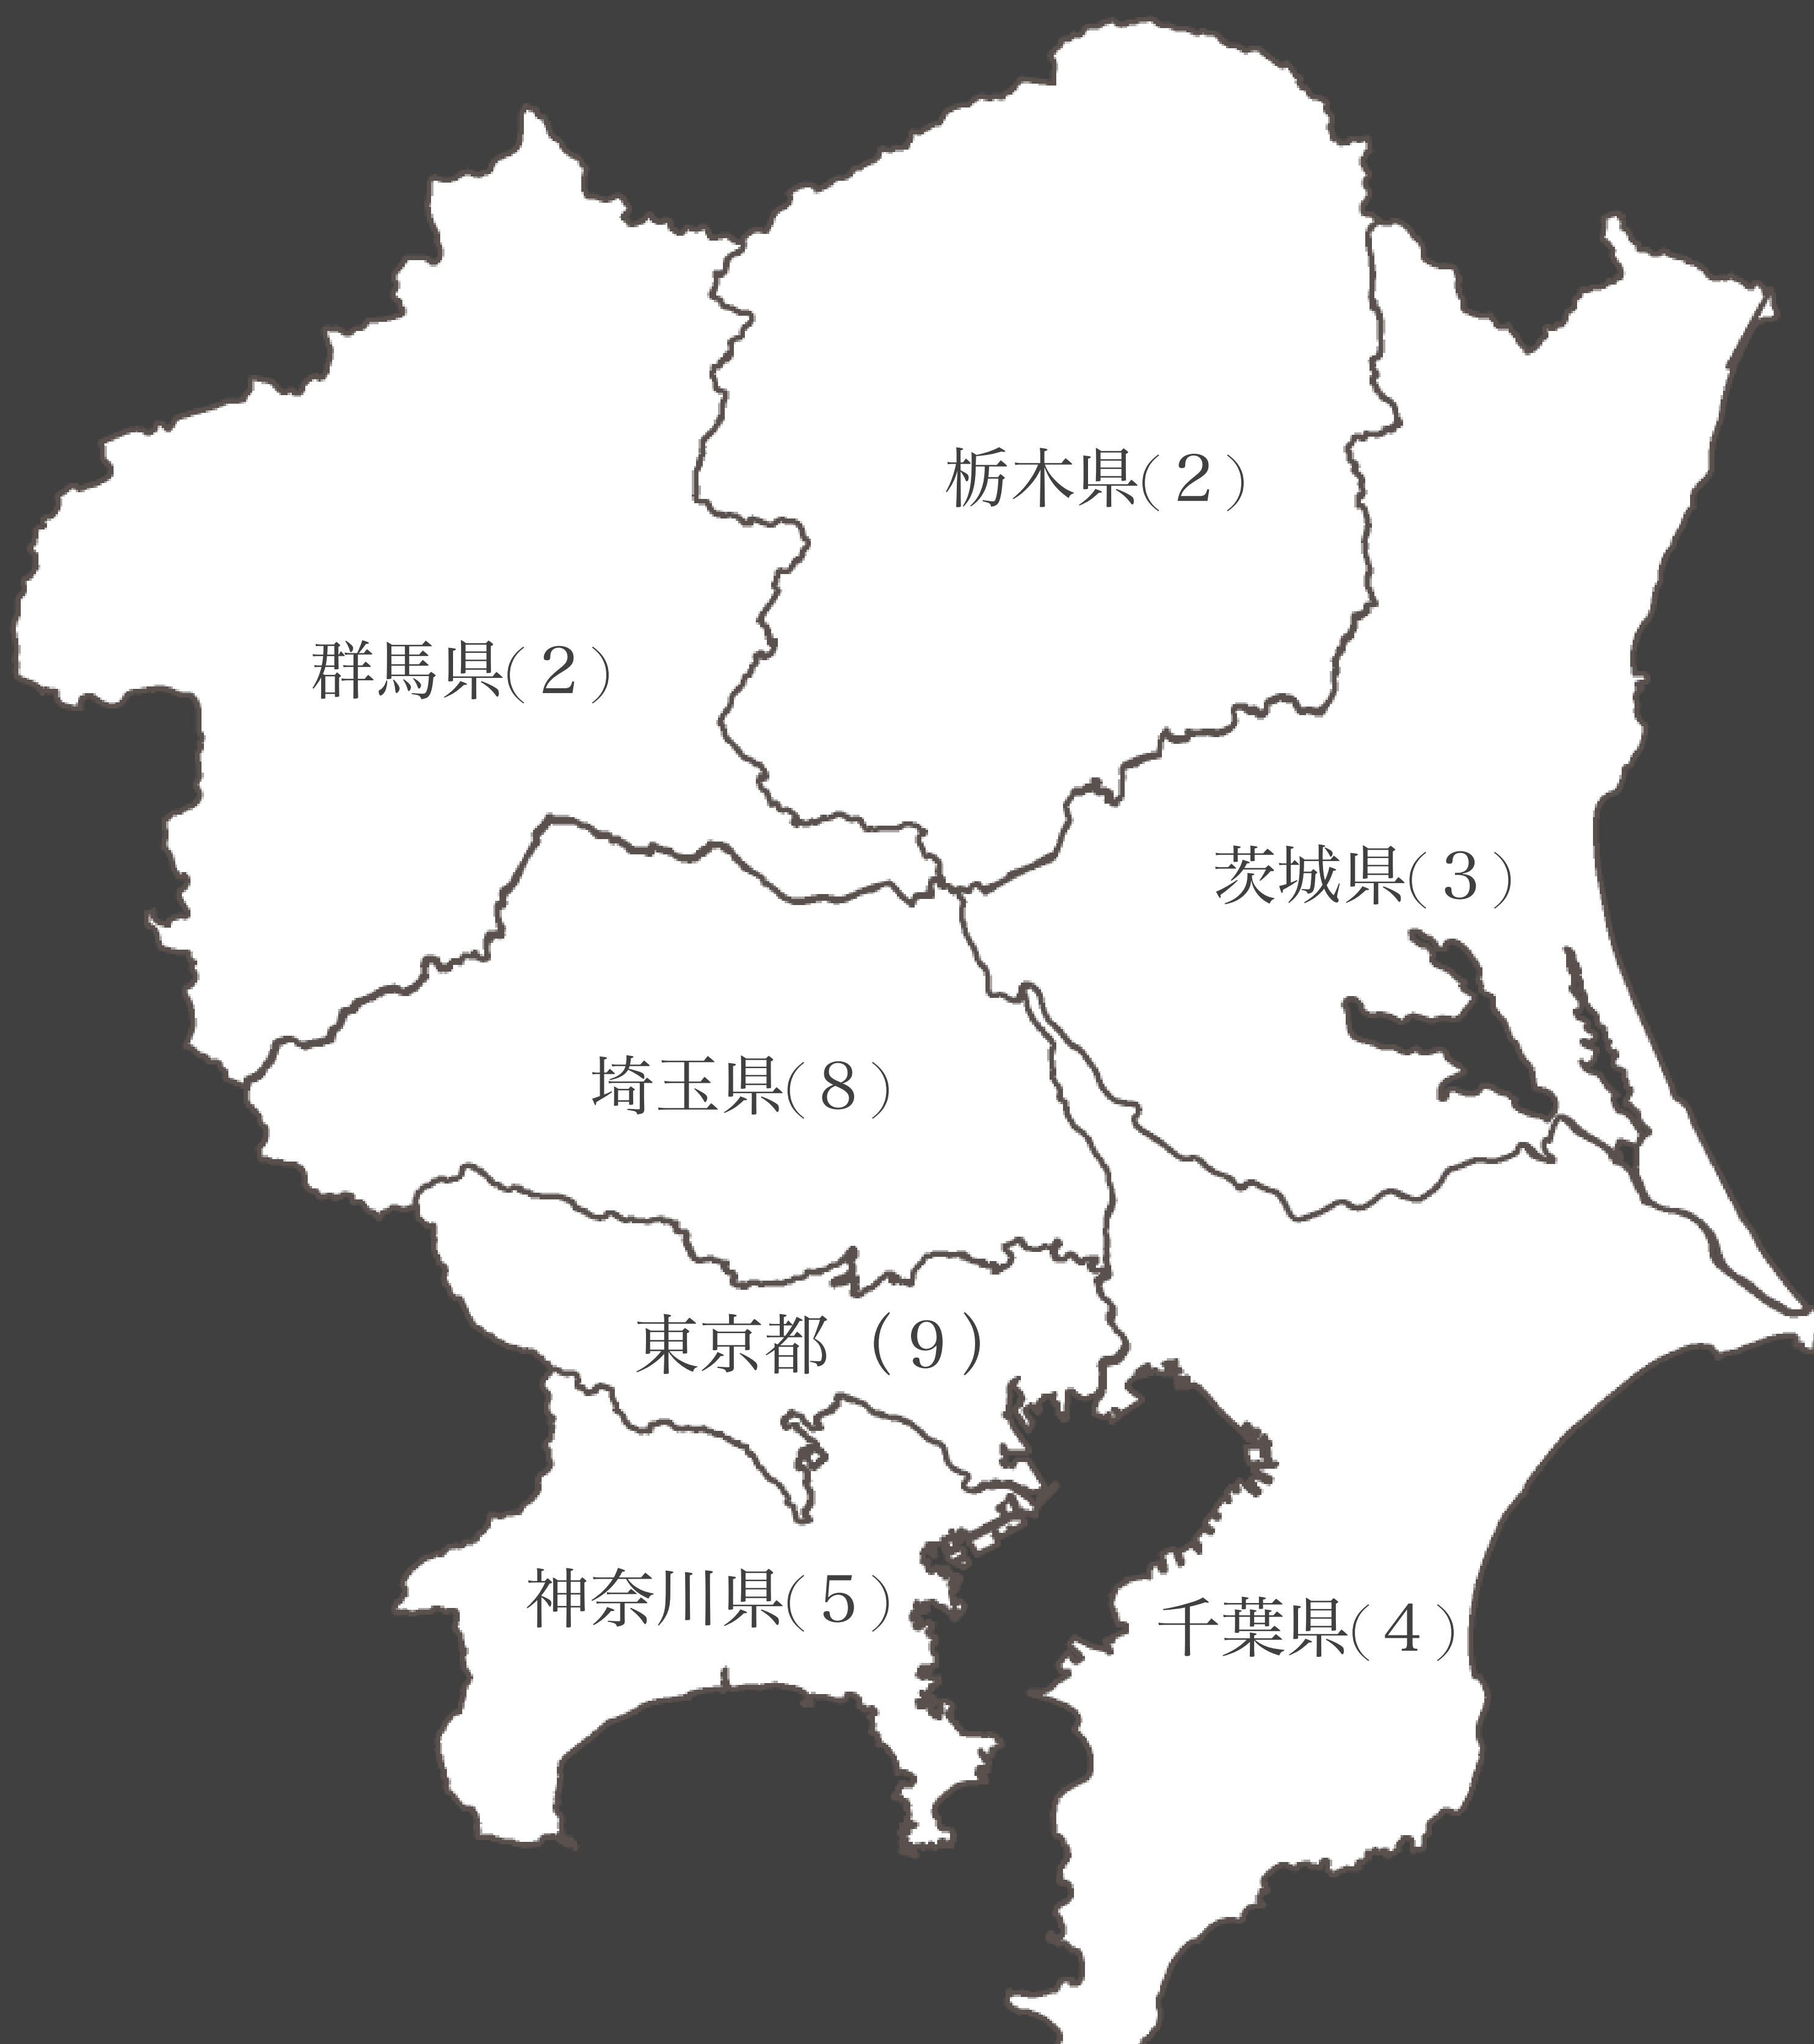 栃木県（2）
群馬県（2）
茨城県（3）
埼玉県（8）
東京都（9）
神奈川県（5）
千葉県（4）